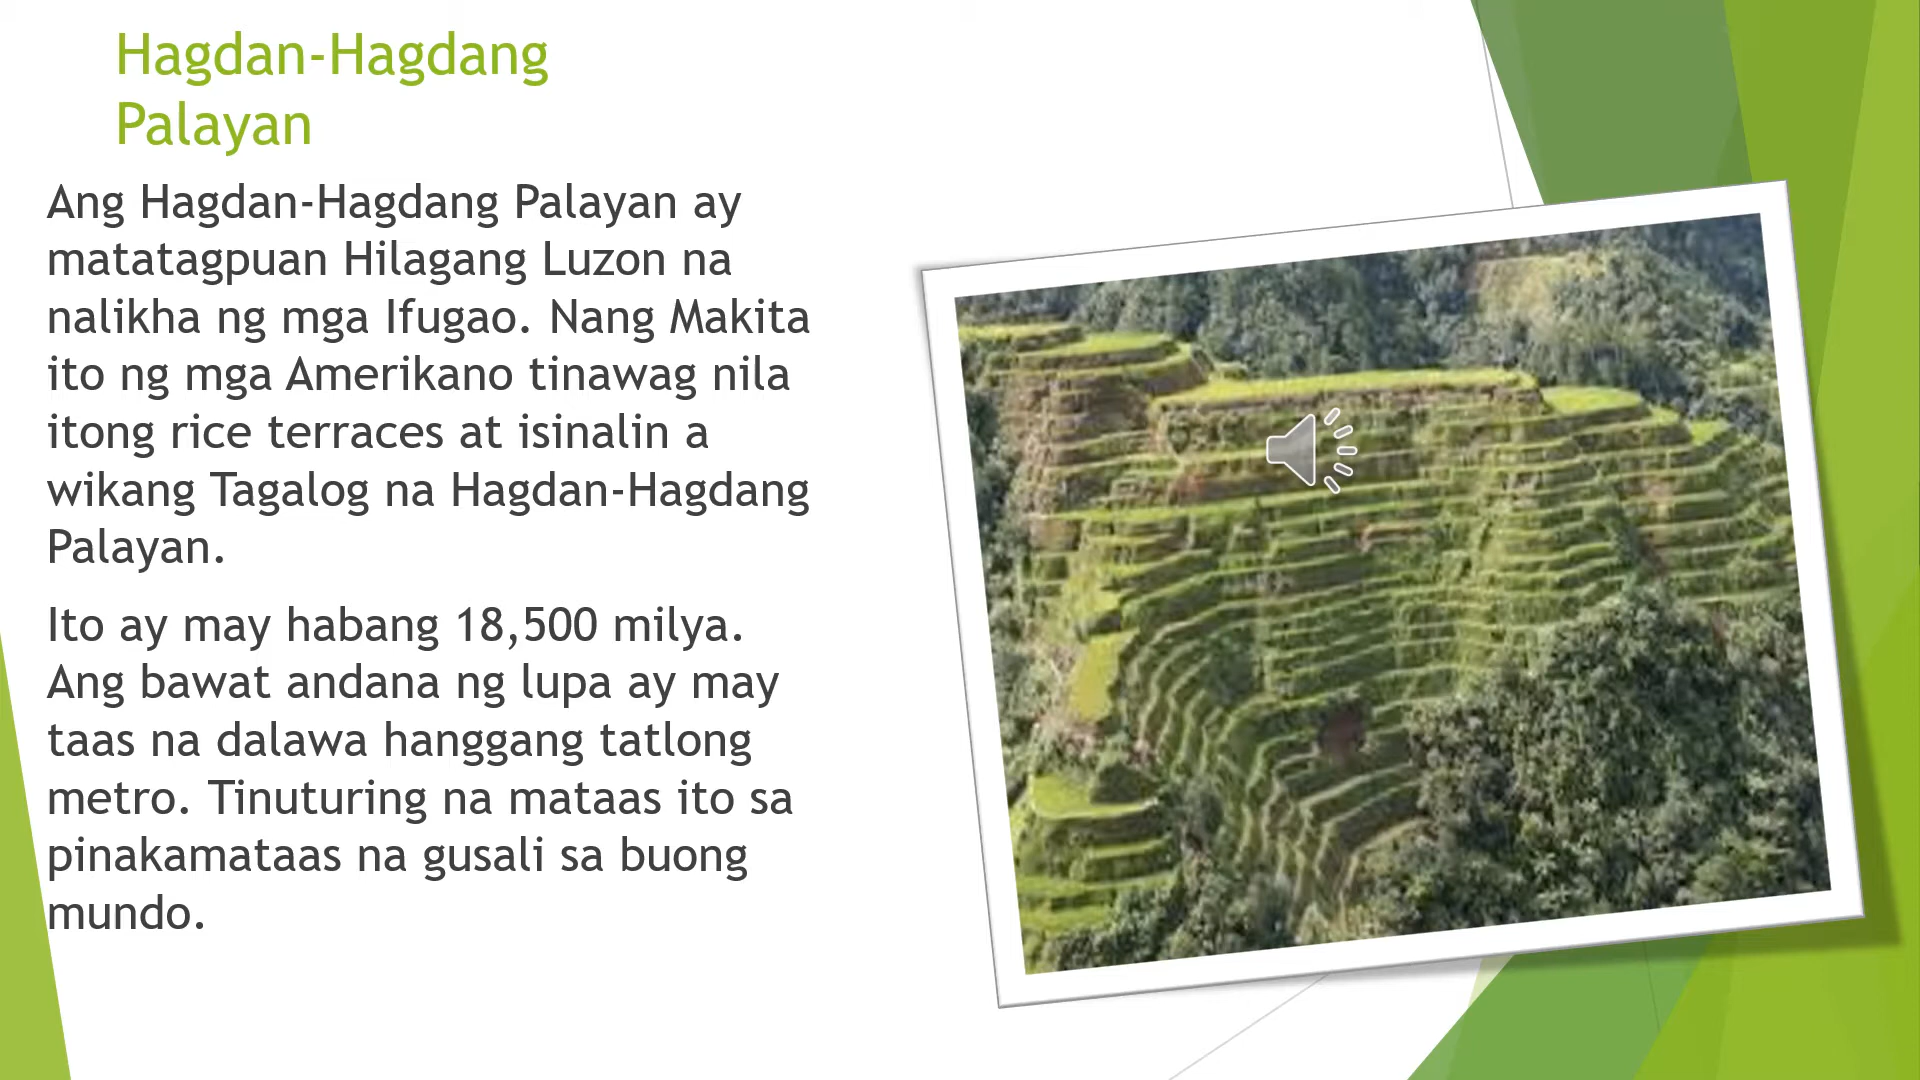 Hagdan-Hagdang
Palayan
Ang Hagdan-Hagdang Palayan ay
matatagpuan Hilagang Luzon na
nalikha ng mga Ifugao. Nang Makita
ito ng mga Amerikano tinawag nila
itong rice terraces at isinalin a
wikang Tagalog na Hagdan-Hagdang
Palayan.
Ito ay may habang 18,500 milya.
Ang bawat andana ng lupa ay may
taas na dalawa hanggang tatlong
metro. Tinuturing na mataas ito sa
pinakamataas na gusali sa buong
mundo.